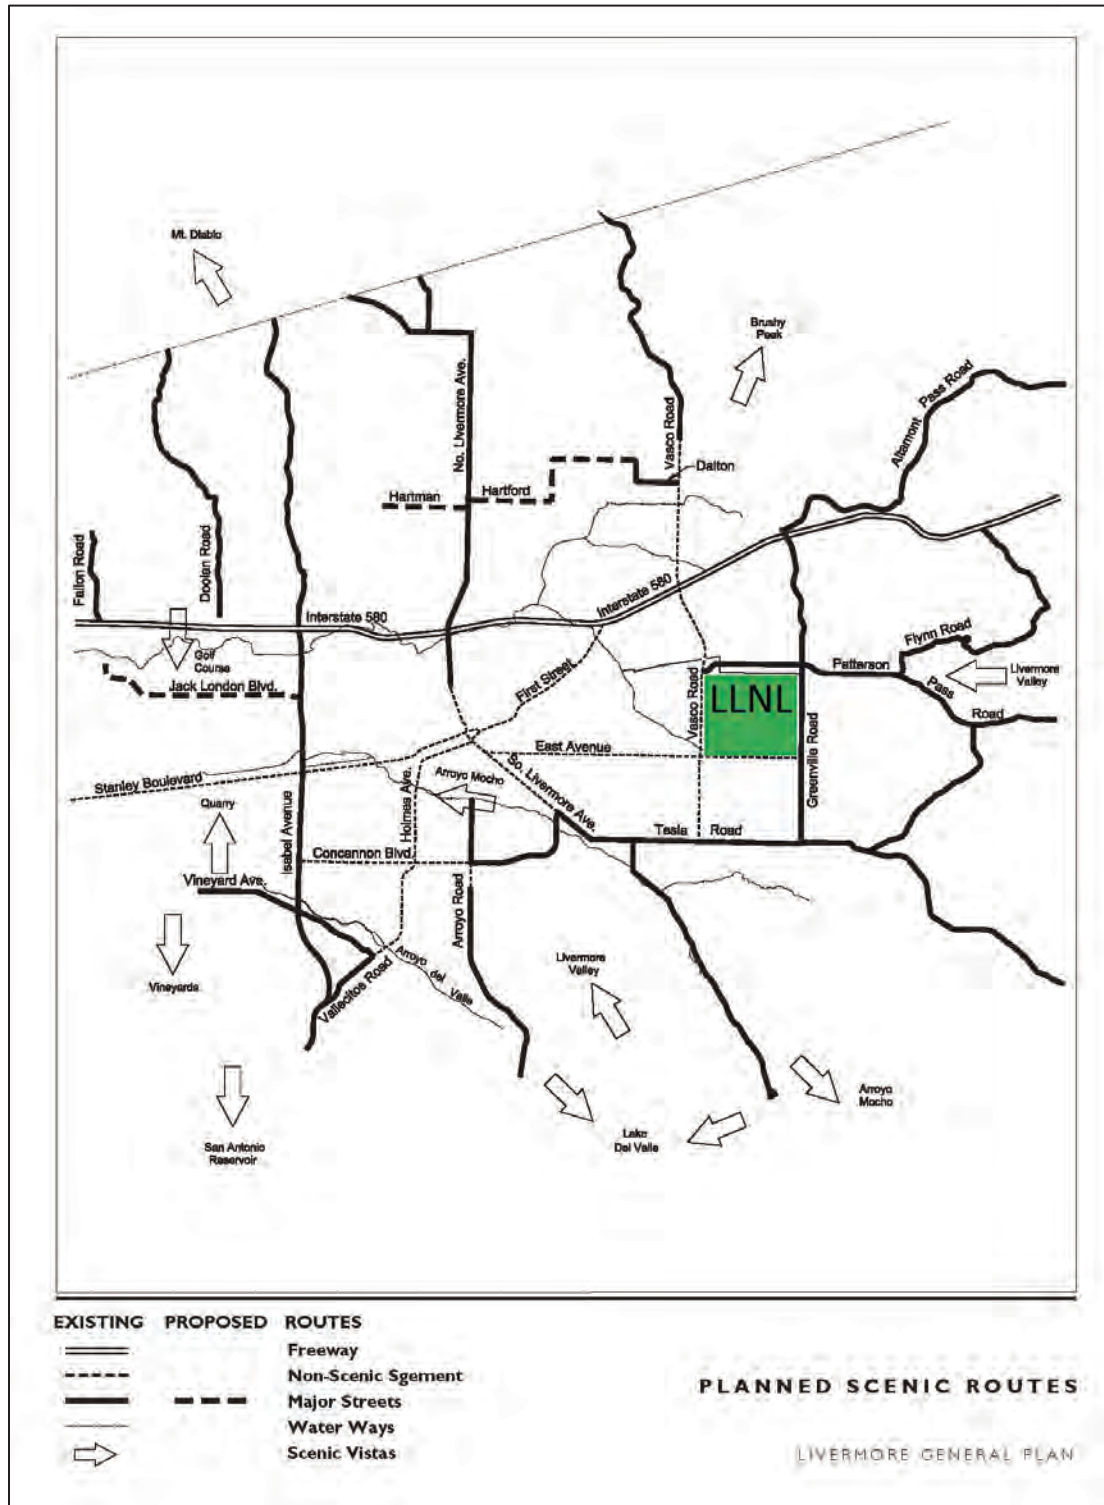 Mt. Diablo
Brushy
Peak
Altamont Pass Road
No. Livermore Ave.
Vasco Road
Dalton
Hartman
Hartford
Fallon Road
Doolan Road
Interstate 580
Interstate 580
Golf
Course
Jack London Blvd.
First Street
Flynn Road
Patterson
Pass
Road
Livermore
Valley
Vasco Road
LLNL
Greenville Road
East Avenue
Stanley Boulevard
Quarry
Isabel Avenue
Holmes Ave.
Arroyo Mocho
So. Livermore Ave.
Tesla Road
Concannon Blvd.
Vineyard Ave.
Arroyo Road
Vineyards
Vallecitos Road
Arroyo del Valle
Livermore
Valley
San Antonio
Reservoir
Lake
Del Valle
Arroyo
Mocho
EXISTING PROPOSED ROUTES
Freeway
Non-Scenic Sgement
Major Streets
Water Ways
Scenic Vistas
PLANNED SCENIC ROUTES
LIVERMORE GENERAL PLAN